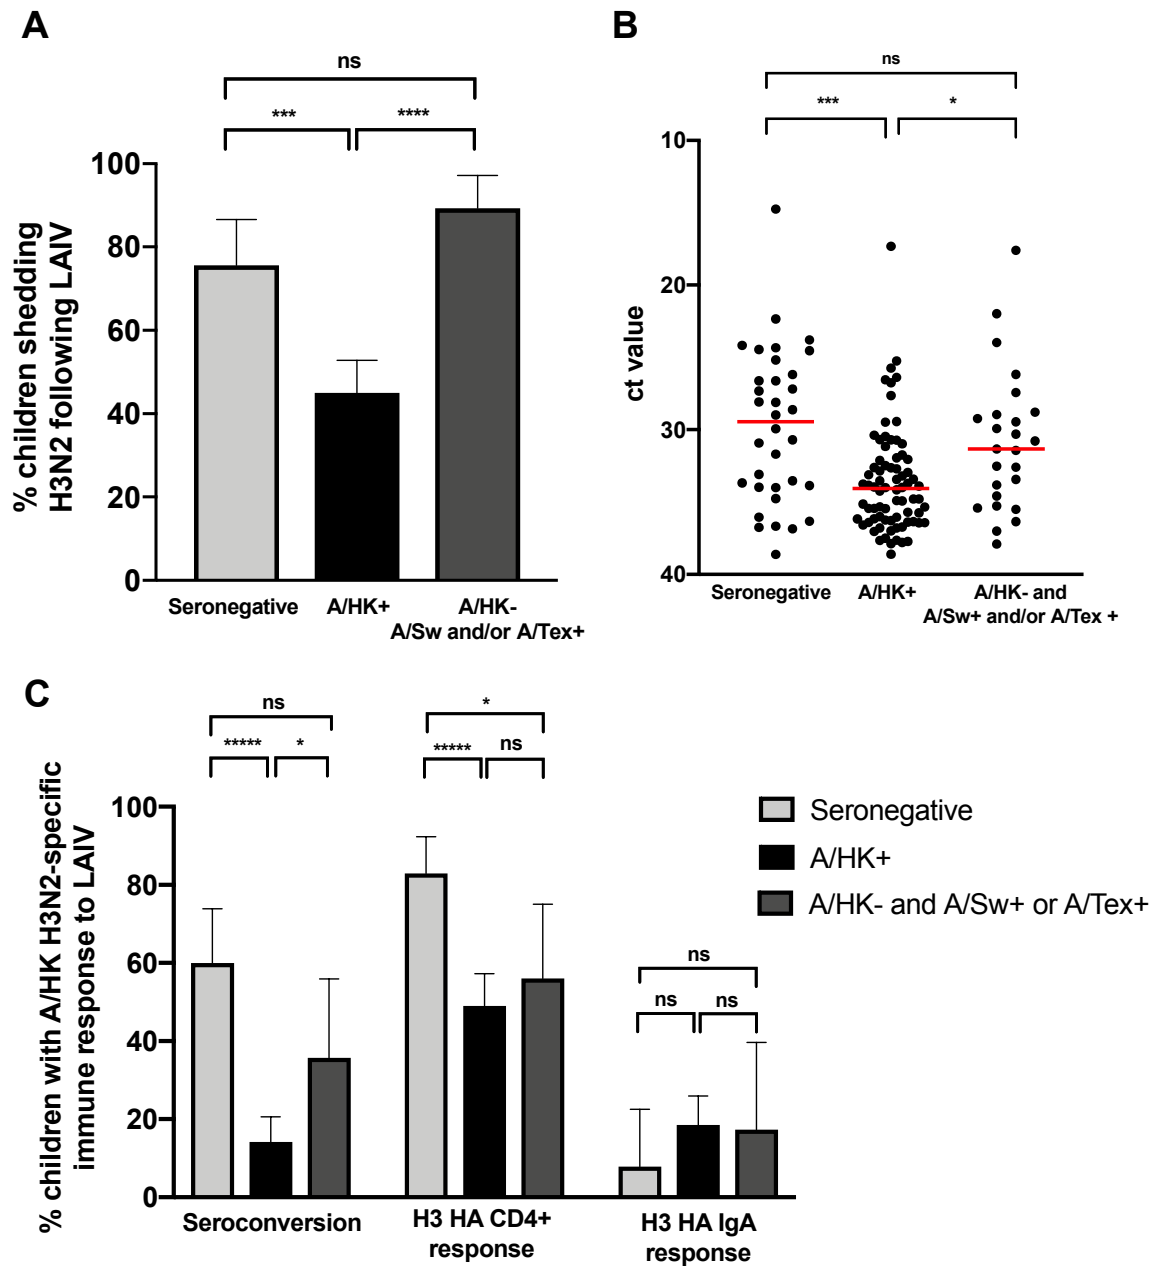 A
ns
***
****
100
80
60
40
20
0
% children shedding
H3N2 following LAIV
Seronegative
A/HK+
A/HK-
A/Sw and/or A/Tex+
B
ns
***
*
10
20
30
40
ct value
Seronegative
A/HK+
A/HK- and
A/Sw+ and/or A/Tex +
C
ns
*****
*
*
*****
ns
ns
ns
ns
100
80
60
40
20
0
% children with A/HK H3N2-specific
immune response to LAIV
Seroconversion
H3 HA CD4+
response
H3 HA IgA
response
Seronegative
A/HK+
A/HK- and A/Sw+ or A/Tex+